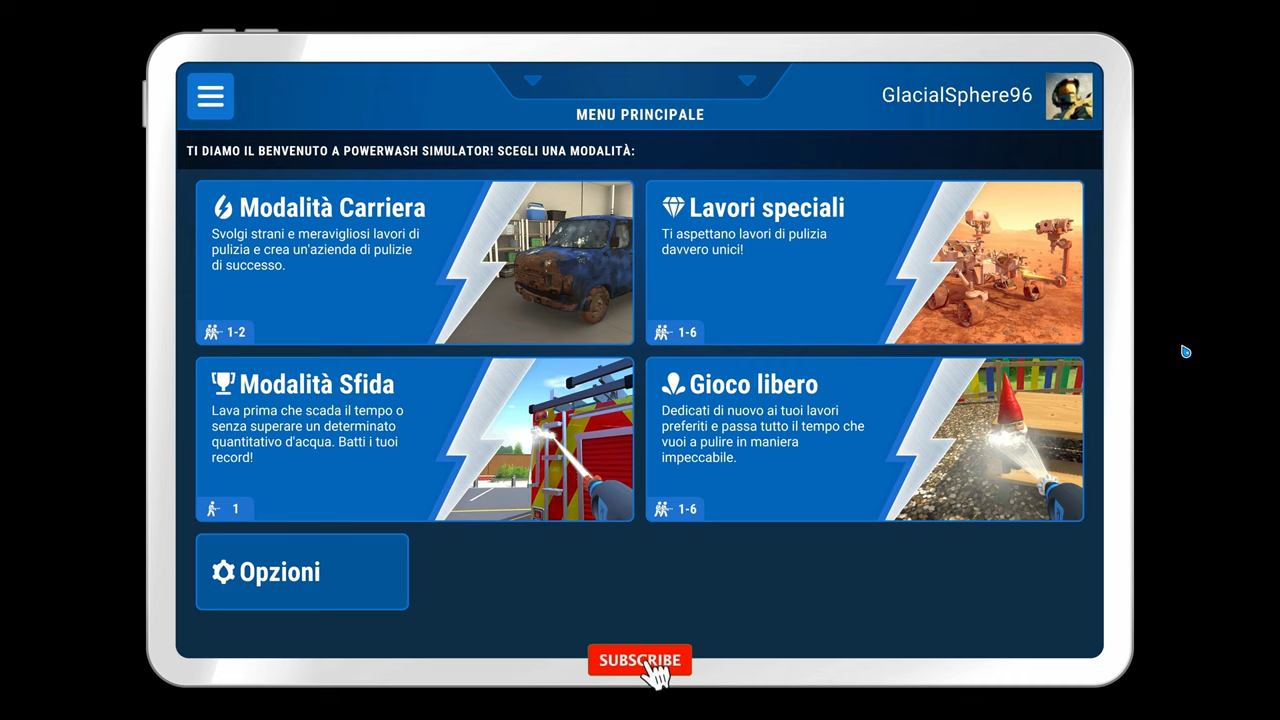 GlacialSphere96
MENU PRINCIPALE
TI DIAMO IL BENVENUTO A POWERWASH SIMULATOR! SCEGLI UNA MODALITÀ:
Modalità Carriera
Svolgi strani e meravigliosi lavori di
pulizia e crea un'azienda di pulizie
di successo.
1-2
Lavori speciali
Ti aspettano lavori di pulizia
davvero unici!
1-6
Modalità Sfida
Lava prima che scada il tempo o
senza superare un determinato
quantitativo d'acqua. Batti i tuoi
record!
1
Gioco libero
Dedicati di nuovo ai tuoi lavori
preferiti e passa tutto il tempo che
vuoi a pulire in maniera
impeccabile.
1-6
Opzioni
SUBSCRIBE